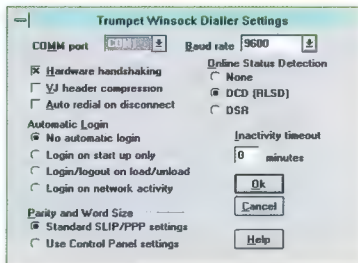 Trumpet Winsock Dialler Settings
COMM port
Baud rate 9600
Hardware handshaking
VJ header compression
Auto redial on disconnect
Online Status Detection
None
DCD (RLSD)
DSR
Automatic Login
No automatic login
Login on start up only
Login/logout on load/unload
Login on network activity
Inactivity timeout
0 minutes
Ok
Cancel
Parity and Word Size
Standard SLIP/PPP settings
Use Control Panel settings
Help